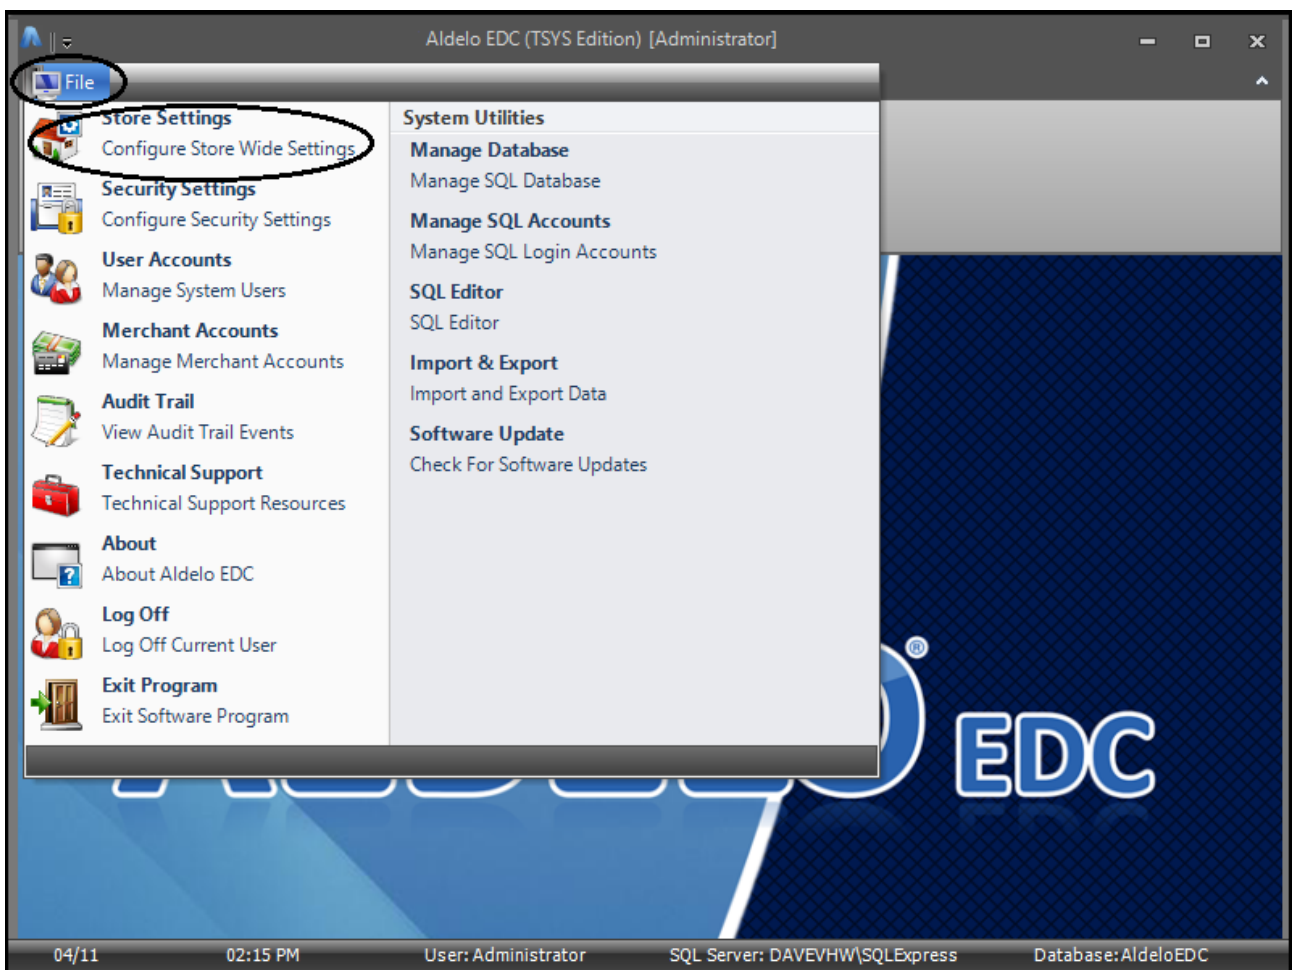 Aldelo EDC (TSYS Edition) [Administrator]
File
Store Settings
Configure Store Wide Settings
Security Settings
Configure Security Settings
User Accounts
Manage System Users
Merchant Accounts
Manage Merchant Accounts
Audit Trail
View Audit Trail Events
Technical Support
Technical Support Resources
About
About Aldelo EDC
Log Off
Log Off Current User
Exit Program
Exit Software Program
System Utilities
Manage Database
Manage SQL Database
Manage SQL Accounts
Manage SQL Login Accounts
SQL Editor
SQL Editor
Import & Export
Import and Export Data
Software Update
Check For Software Updates
® EDC
04/11 02:15 PM User: Administrator SQL Server: DAVEVHW\SQLExpress Database: AldeloEDC